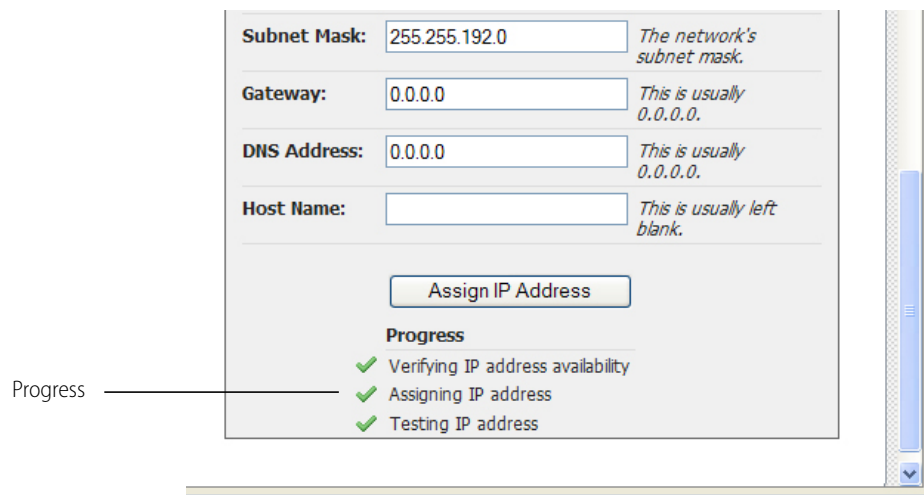 Subnet Mask: 255.255.192.0 The network's
subnet mask.
Gateway: 0.0.0.0 This is usually
0.0.0.0.
DNS Address: 0.0.0.0 This is usually
0.0.0.0.
Host Name: This is usually left
blank.
Assign IP Address
Progress
Verifying IP address availability
Progress Assigning IP address
Testing IP address